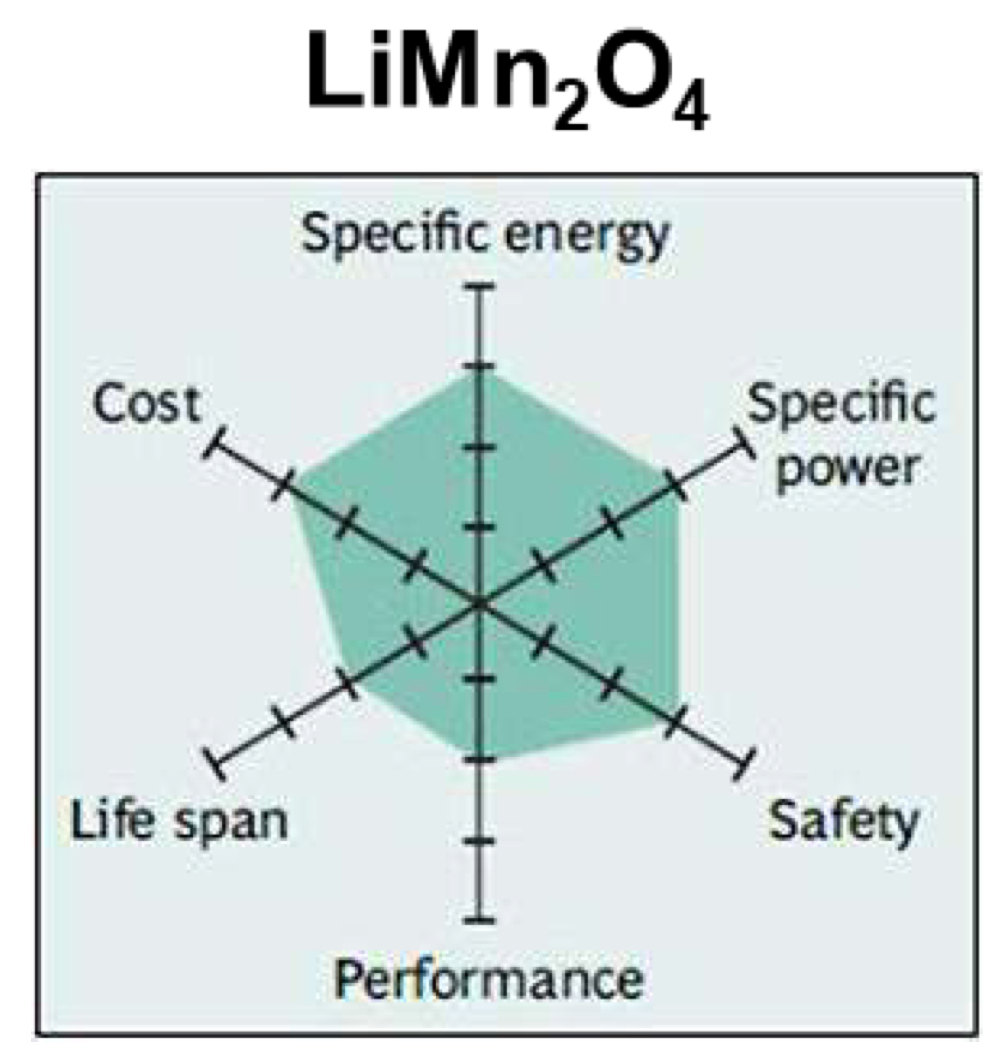 LiMn₂O₄
Specific energy
Cost
Specific
power
Life span
Safety
Performance